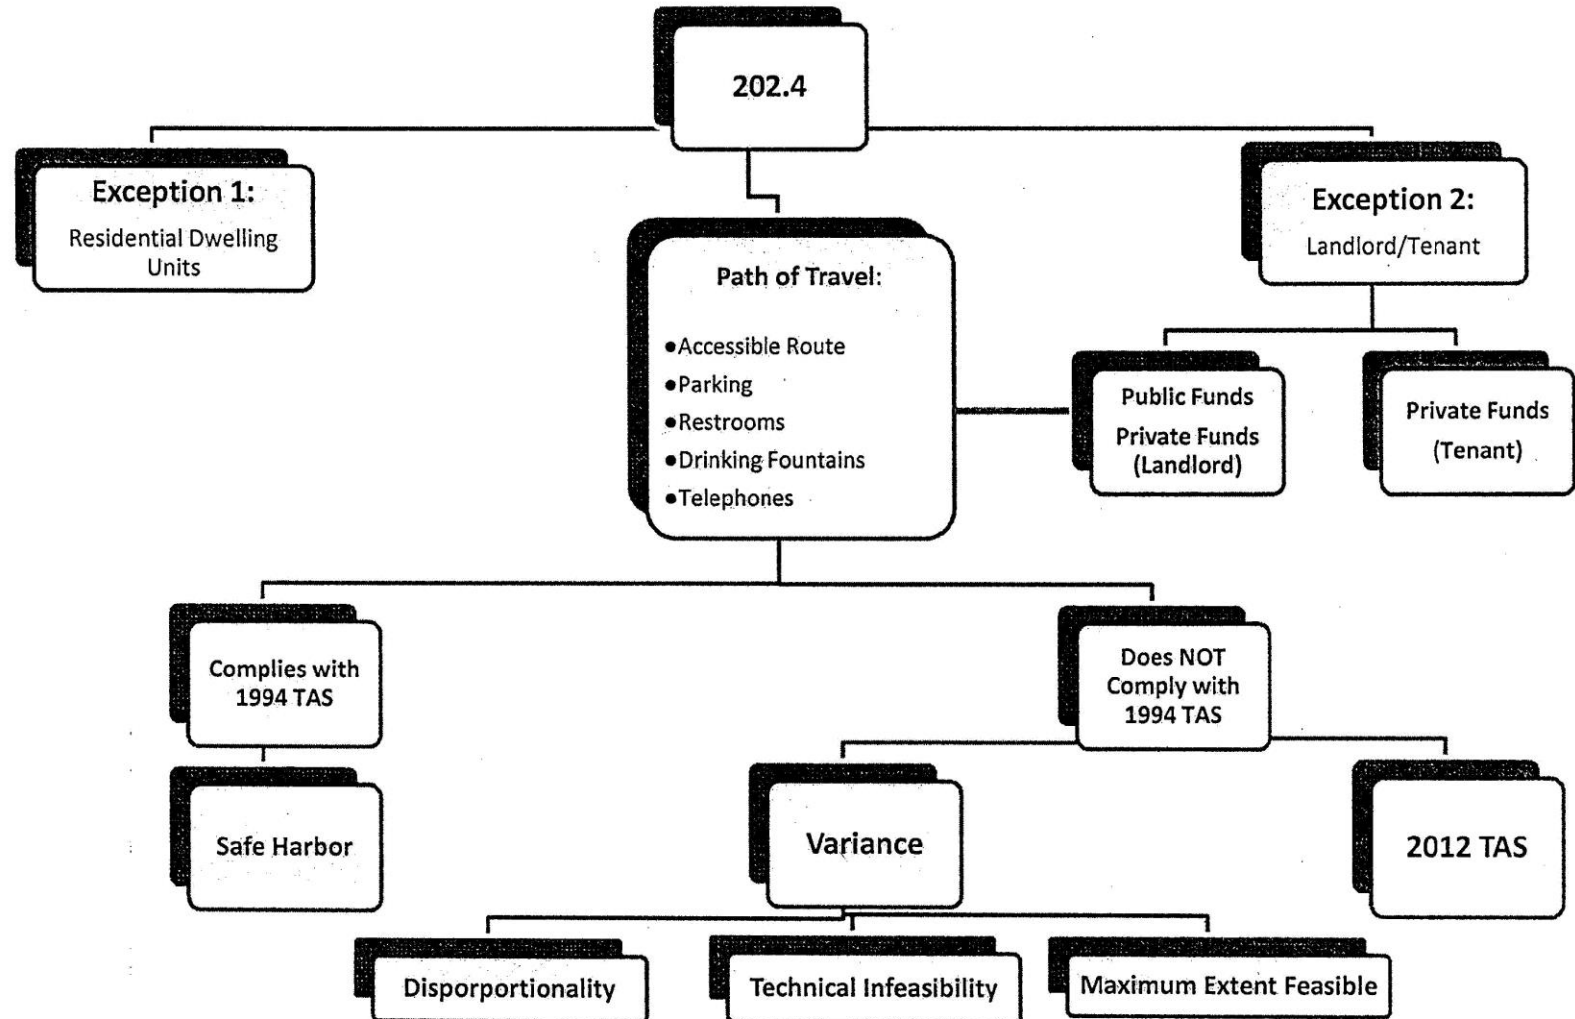 202.4
Exception 1:
Residential Dwelling
Units
Exception 2:
Landlord/Tenant
Path of Travel:
•Accessible Route
•Parking
•Restrooms
•Drinking Fountains
•Telephones
Public Funds
Private Funds
(Landlord)
Private Funds
(Tenant)
Complies with
1994 TAS
Does NOT
Comply with
1994 TAS
Safe Harbor
Variance
2012 TAS
Disporportionality
Technical Infeasibility
Maximum Extent Feasible